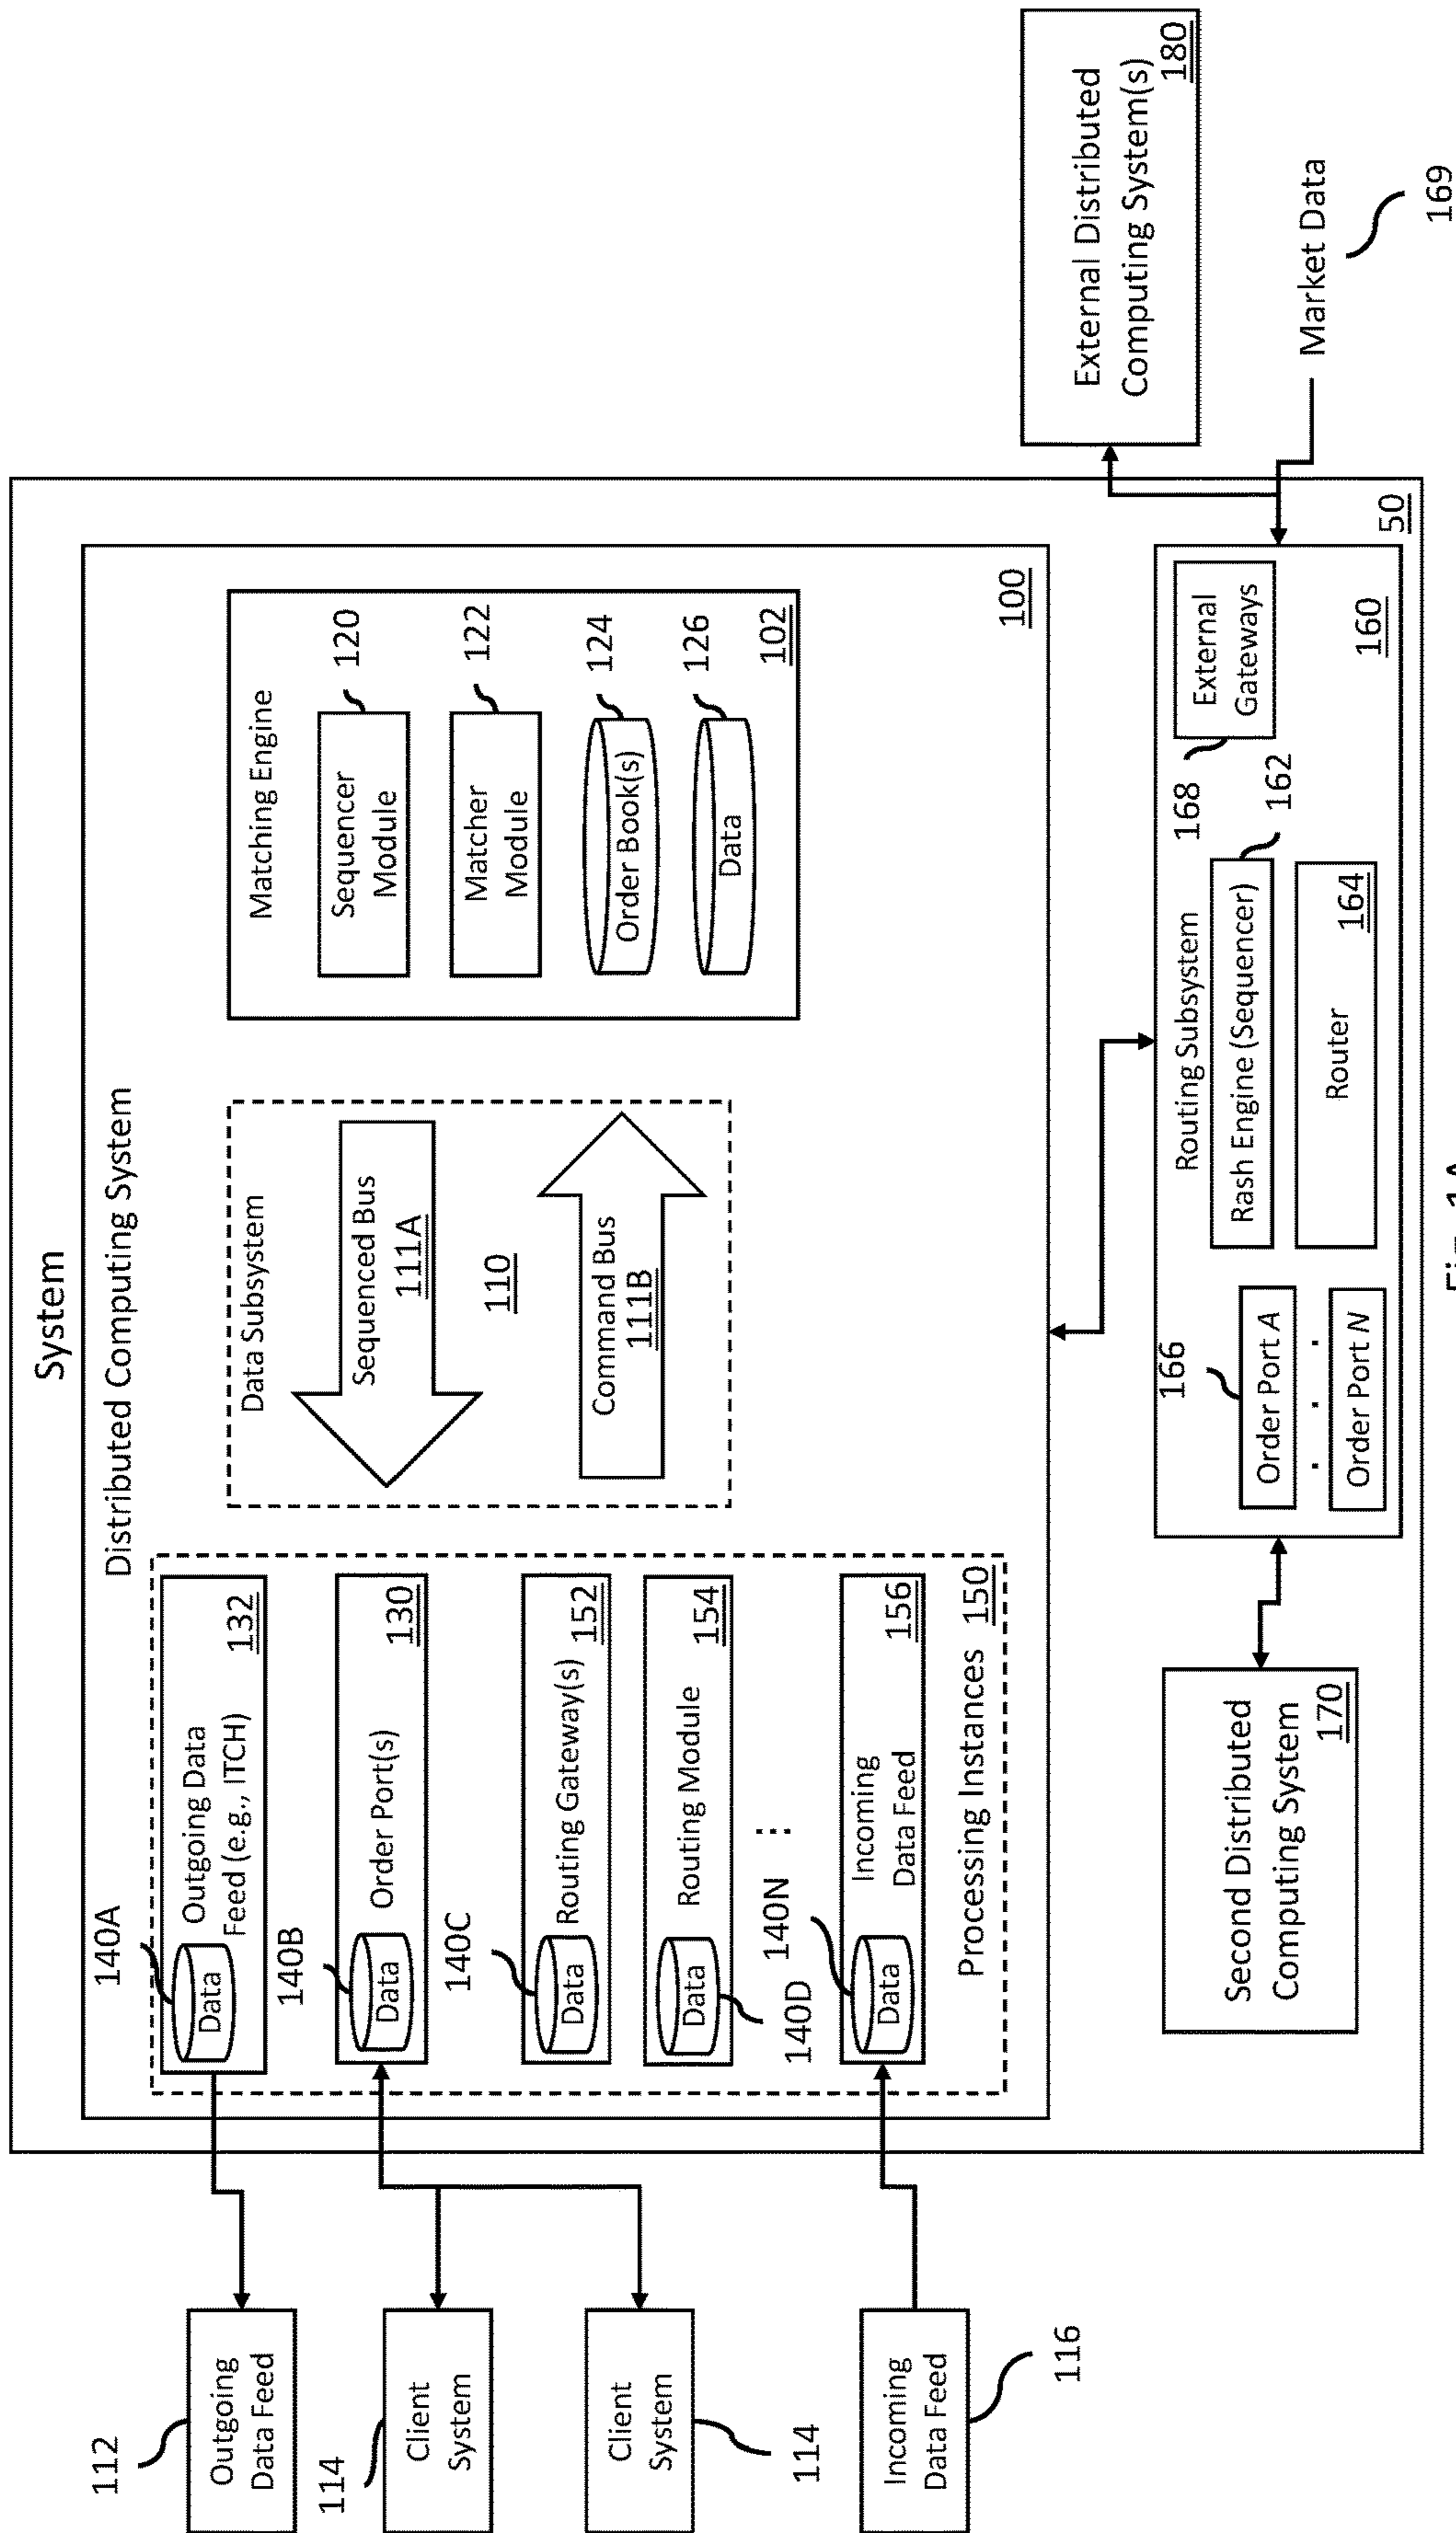 System
Distributed Computing System
112
Outgoing
Data Feed
114
Client
System
Client
System
114
Incoming
Data Feed
116
140A
Data
Outgoing Data
Feed (e.g., ITCH)
132
140B
Data
Order Port(s)
130
140C
Data
Routing Gateway(s)
152
Data
Routing Module
154
140D
140N
...
Data
Incoming
Data Feed
156
Processing Instances
150
Data Subsystem
Sequenced Bus
111A
110
Command Bus
111B
Matching Engine
Sequencer
Module
120
Matcher
Module
122
Order Book(s)
124
Data
126
102
100
Second Distributed
Computing System
170
Routing Subsystem
166
Order Port A
. . .
Order Port N
Rash Engine (Sequencer)
162
Router
164
168
External
Gateways
160
50
External Distributed
Computing System(s)
180
Market Data
169
Fig. 1A